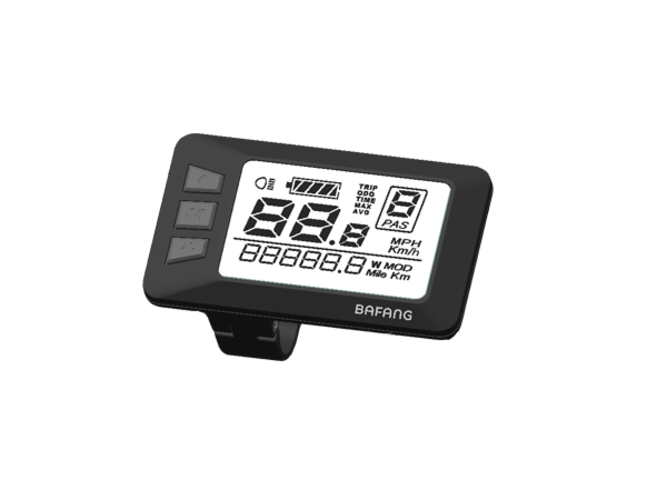 TRIP
ODO
TIME
MAX
AVG
88.8
8
PAS
MPH
Km/h
88888.8
W MOD
Mile Km
BAFANG